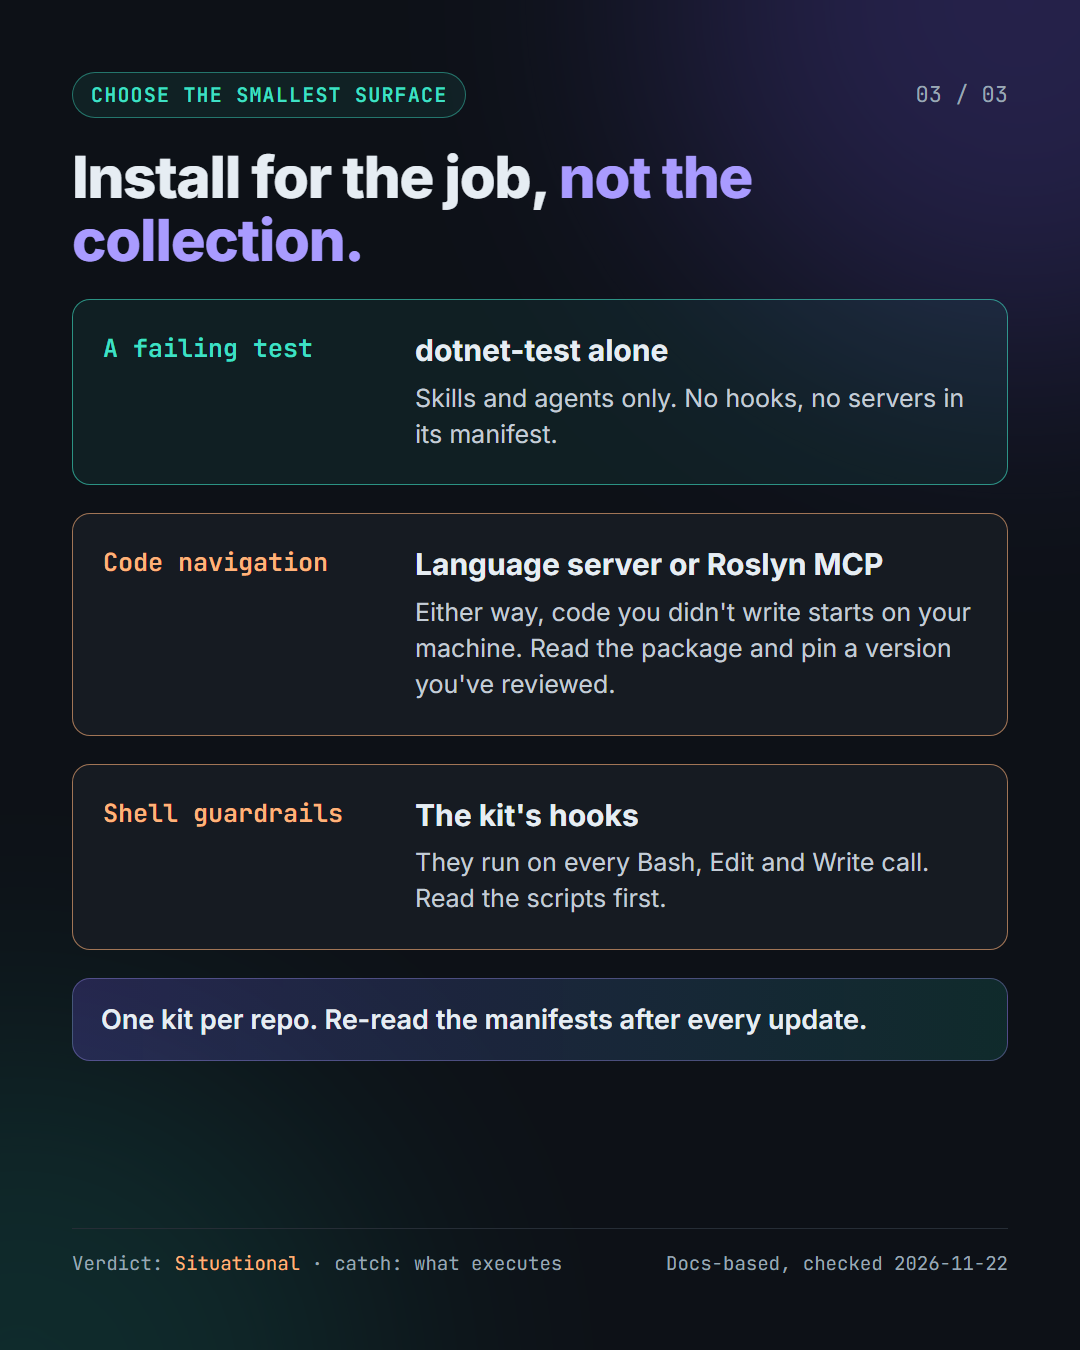 CHOOSE THE SMALLEST SURFACE
03 / 03
Install for the job, not the
collection.
A failing test
dotnet-test alone
Skills and agents only. No hooks, no servers in
its manifest.
Code navigation
Language server or Roslyn MCP
Either way, code you didn't write starts on your
machine. Read the package and pin a version
you've reviewed.
Shell guardrails
The kit's hooks
They run on every Bash, Edit and Write call.
Read the scripts first.
One kit per repo. Re-read the manifests after every update.
Verdict: Situational · catch: what executes
Docs-based, checked 2026-11-22